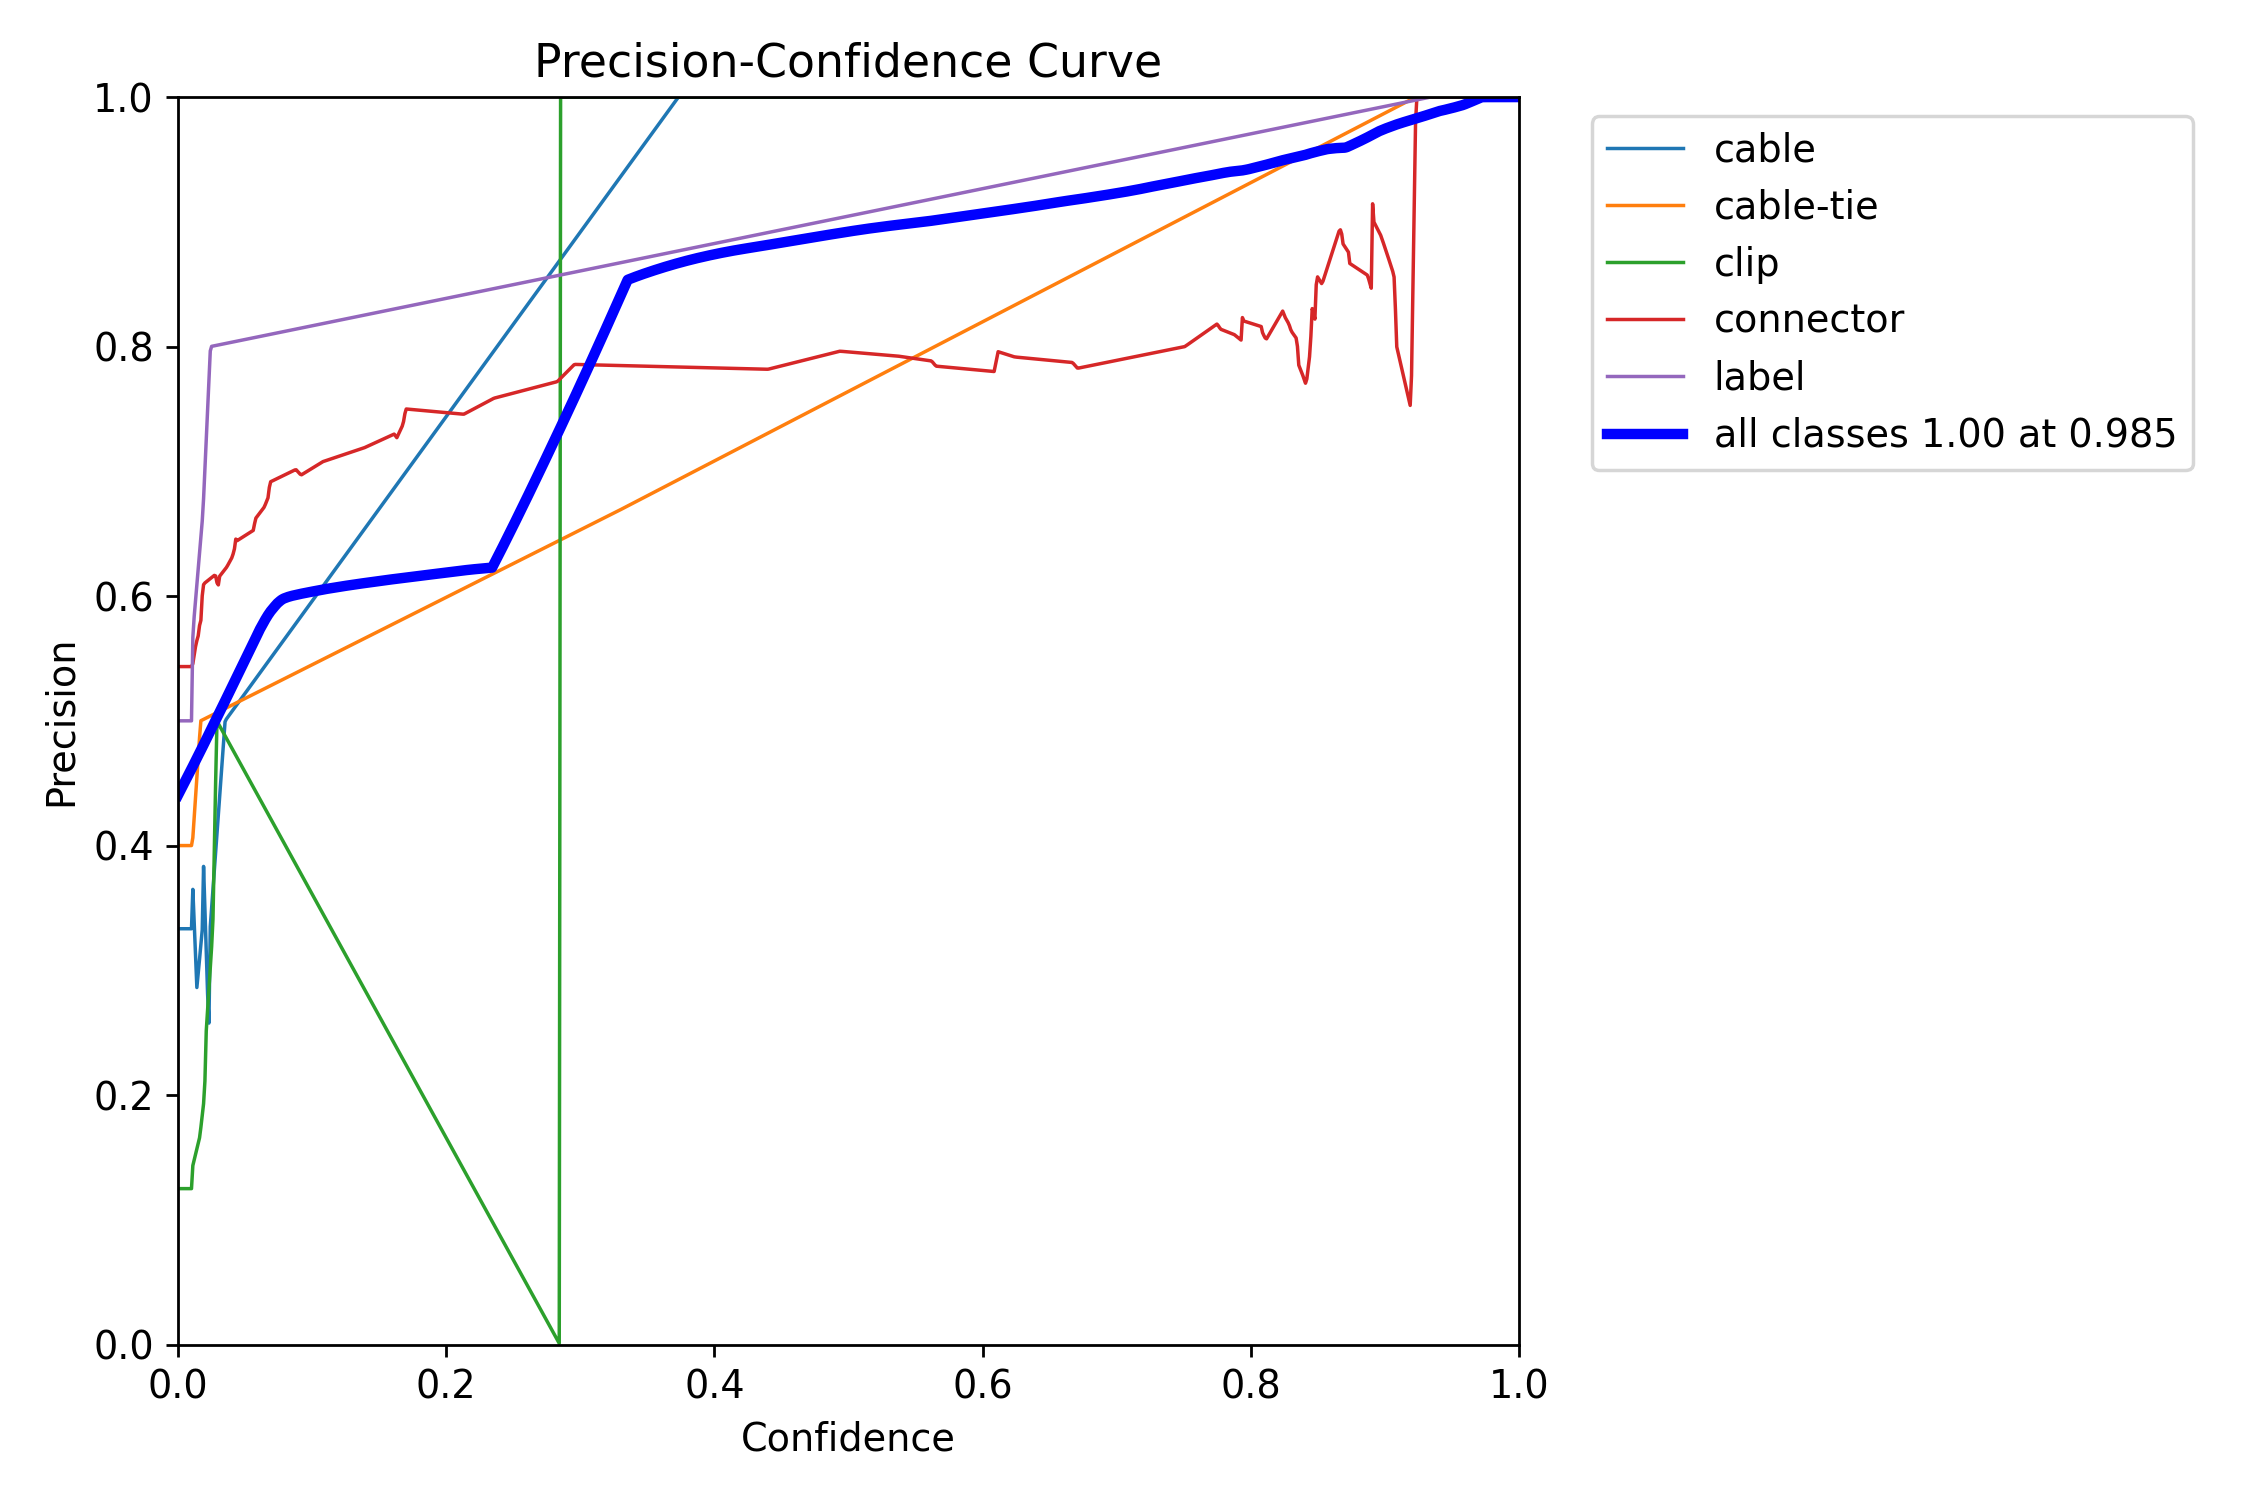 Precision-Confidence Curve
1.0
0.8
0.6
0.4
0.2
0.0
Precision
0.0 0.2 0.4 0.6 0.8 1.0
Confidence
cable
cable-tie
clip
connector
label
all classes 1.00 at 0.985